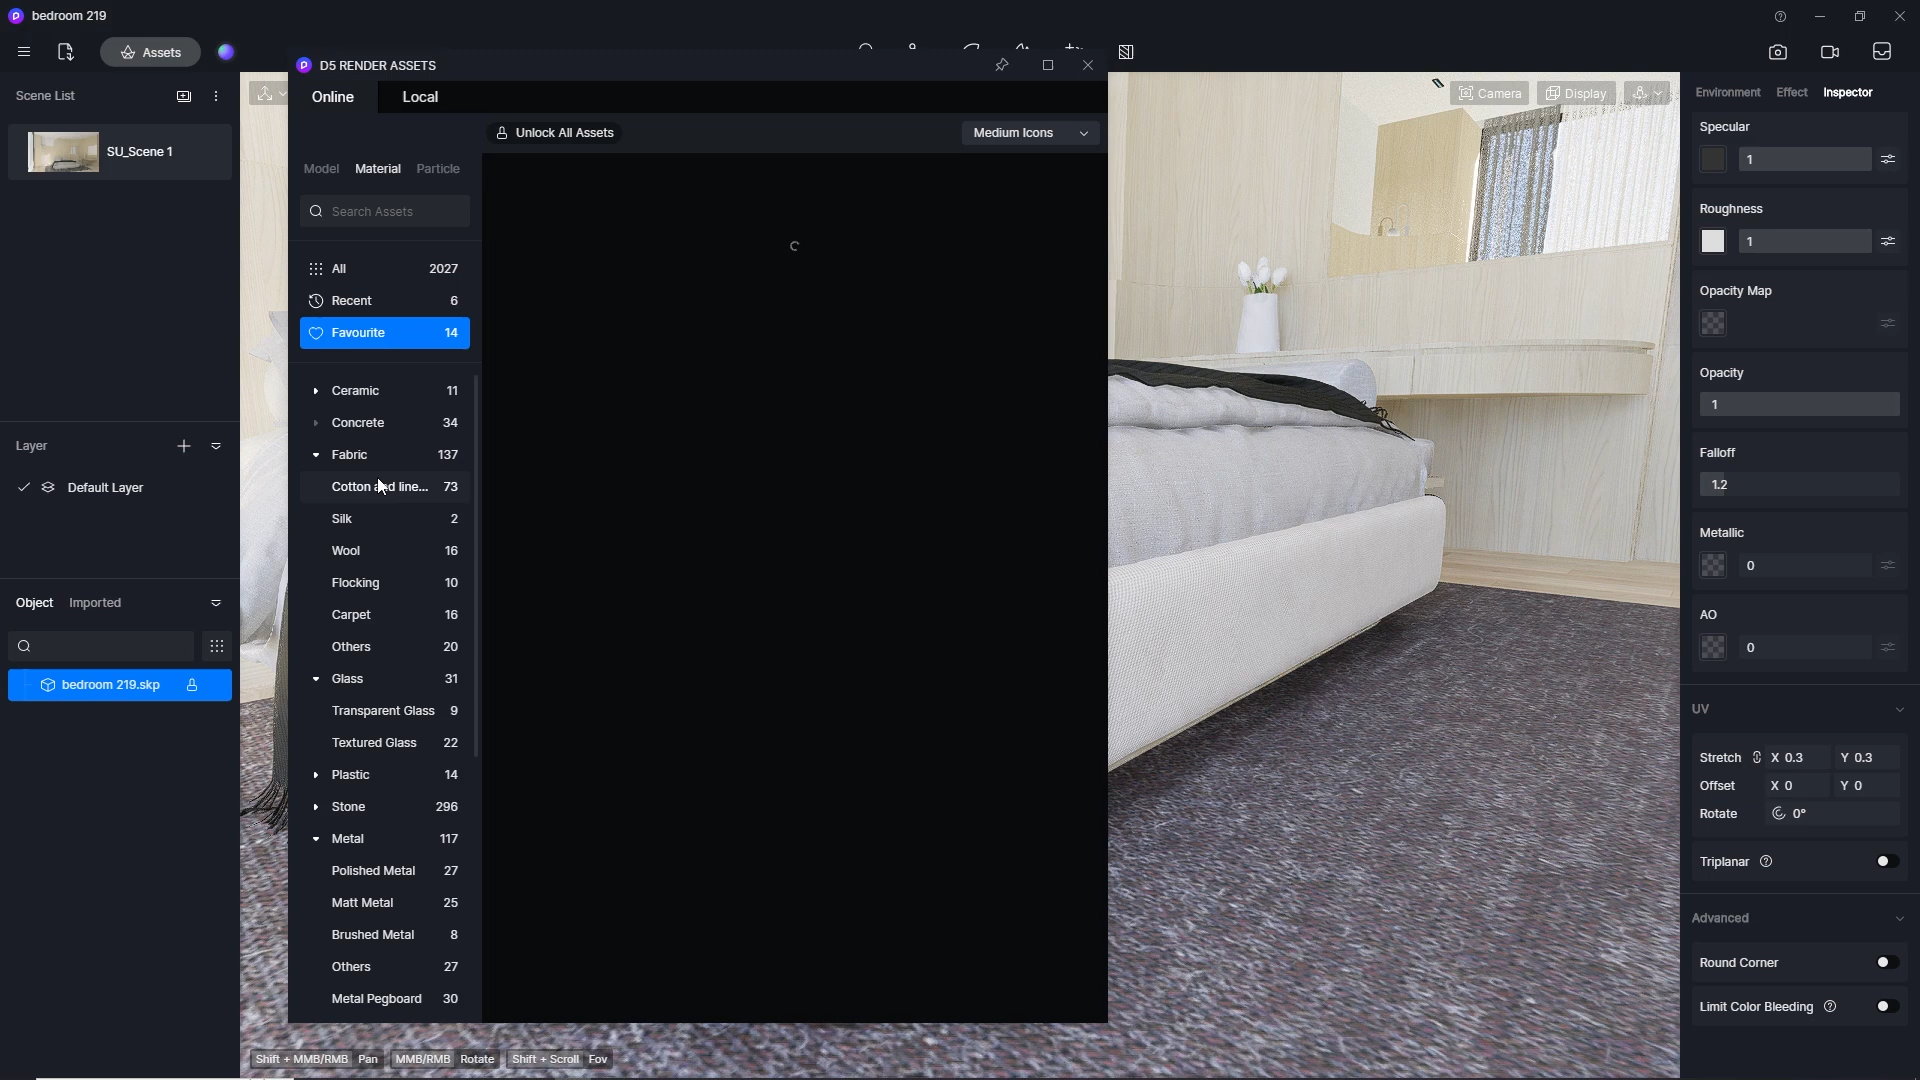 bedroom 219
Assets
Scene List
SU_Scene 1
Layer
Default Layer
Object Imported
bedroom 219.skp
D5 RENDER ASSETS
Online Local
Unlock All Assets Medium Icons
Model Material Particle
Search Assets
All 2027
Recent 6
Favourite 14
Ceramic 11
Concrete 34
Fabric 137
Cotton and line... 73
Silk 2
Wool 16
Flocking 10
Carpet 16
Others 20
Glass 31
Transparent Glass 9
Textured Glass 22
Plastic 14
Stone 296
Metal 117
Polished Metal 27
Matt Metal 25
Brushed Metal 8
Others 27
Metal Pegboard 30
Shift + MMB/RMB Pan MMB/RMB Rotate Shift + Scroll Fov
Camera Display
Environment Effect Inspector
Specular
1
Roughness
1
Opacity Map
Opacity
1
Falloff
1.2
Metallic
0
AO
0
UV
Stretch X 0.3 Y 0.3
Offset X 0 Y 0
Rotate 0°
Triplanar
Advanced
Round Corner
Limit Color Bleeding